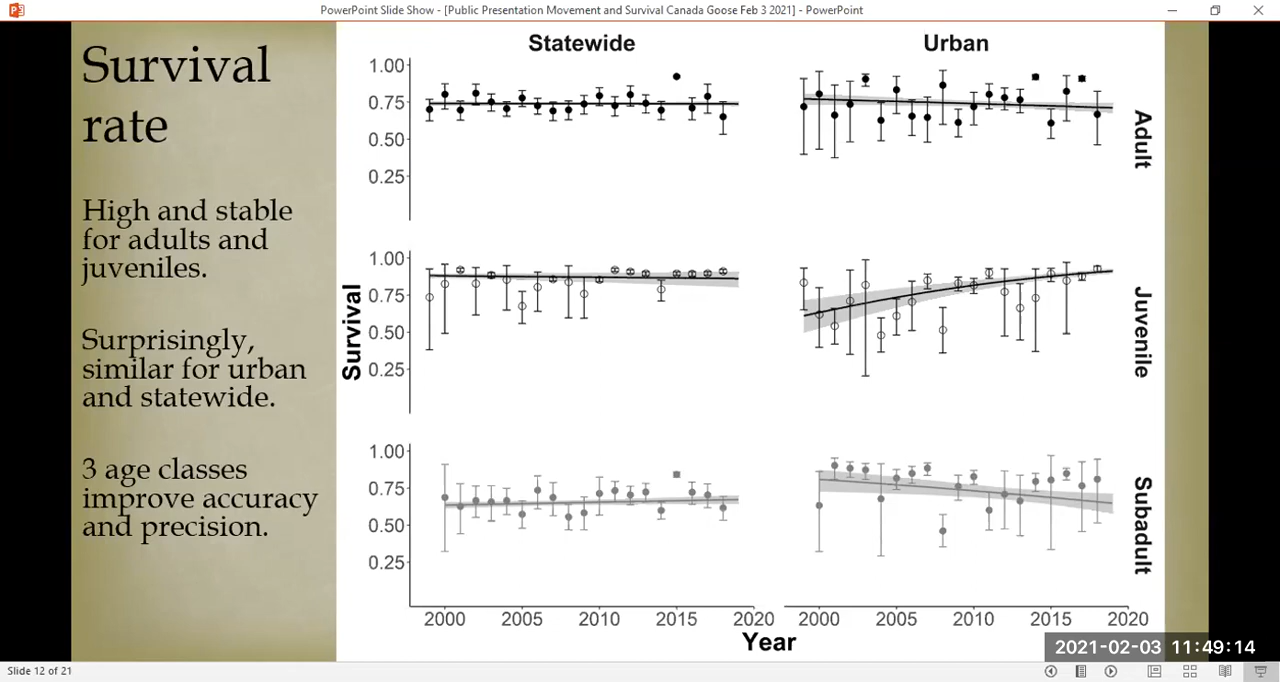 PowerPoint Slide Show - [Public Presentation Movement and Survival Canada Goose Feb 3 2021] - PowerPoint
Survival
rate
High and stable
for adults and
juveniles.
Surprisingly,
similar for urban
and statewide.
3 age classes
improve accuracy
and precision.
Statewide
Urban
1.00
0.75
0.50
0.25
Adult
1.00
0.75
0.50
0.25
Juvenile
Survival
1.00
0.75
0.50
0.25
Subadult
2000 2005 2010 2015 2020
2000 2005 2010 2015 2020
Year
2021-02-03 11:49:14
Slide 12 of 21